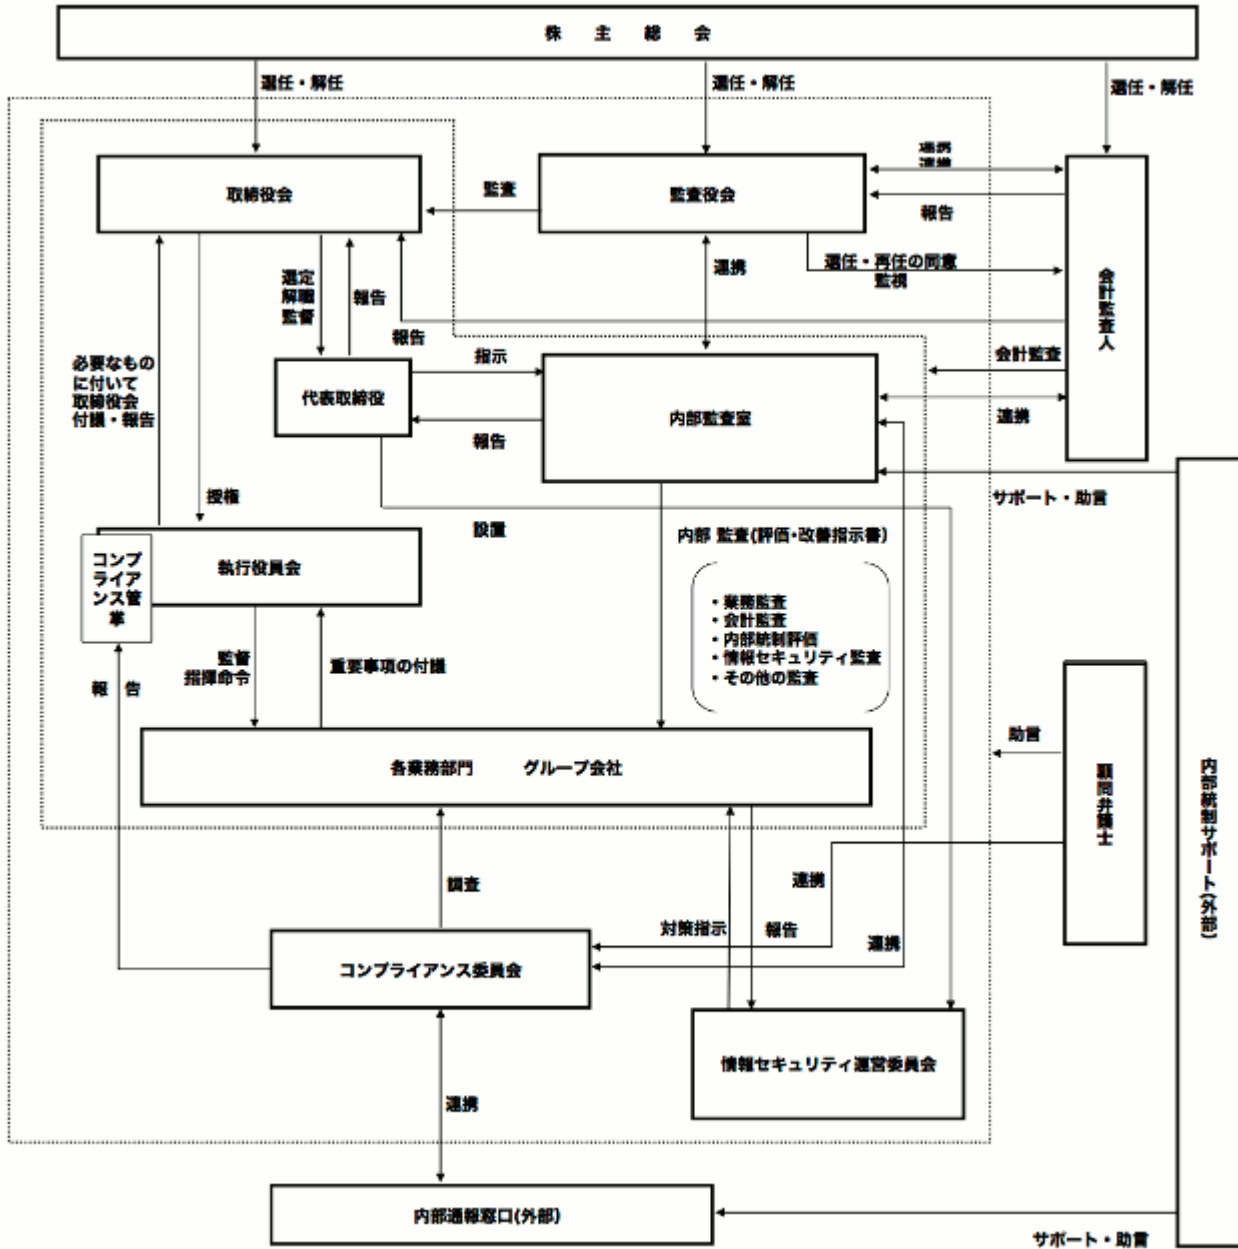 株主総会
選任・解任
選任・解任
選任・解任
取締役会
監査
監査役会
連携
連携
報告
選任・再任の同意
監視
会計監査人
選定
解職
監督
報告
連携
報告
必要なもの
に付いて
取締役会
付議・報告
指示
会計監査
代表取締役
内部監査室
報告
連携
授権
設置
サポート・助言
コンプ
ライア
ンス管
掌
執行役員会
内部 監査(評価・改善指示書)
・業務監査
・会計監査
・内部統制評価
・情報セキュリティ監査
・その他の監査
監督
指揮命令
重要事項の付議
報告
各業務部門 グループ会社
助言
顧問弁護士
内部統制サポート(外部)
調査
連携
対策指示
報告
連携
コンプライアンス委員会
情報セキュリティ運営委員会
連携
内部通報窓口(外部)
サポート・助言